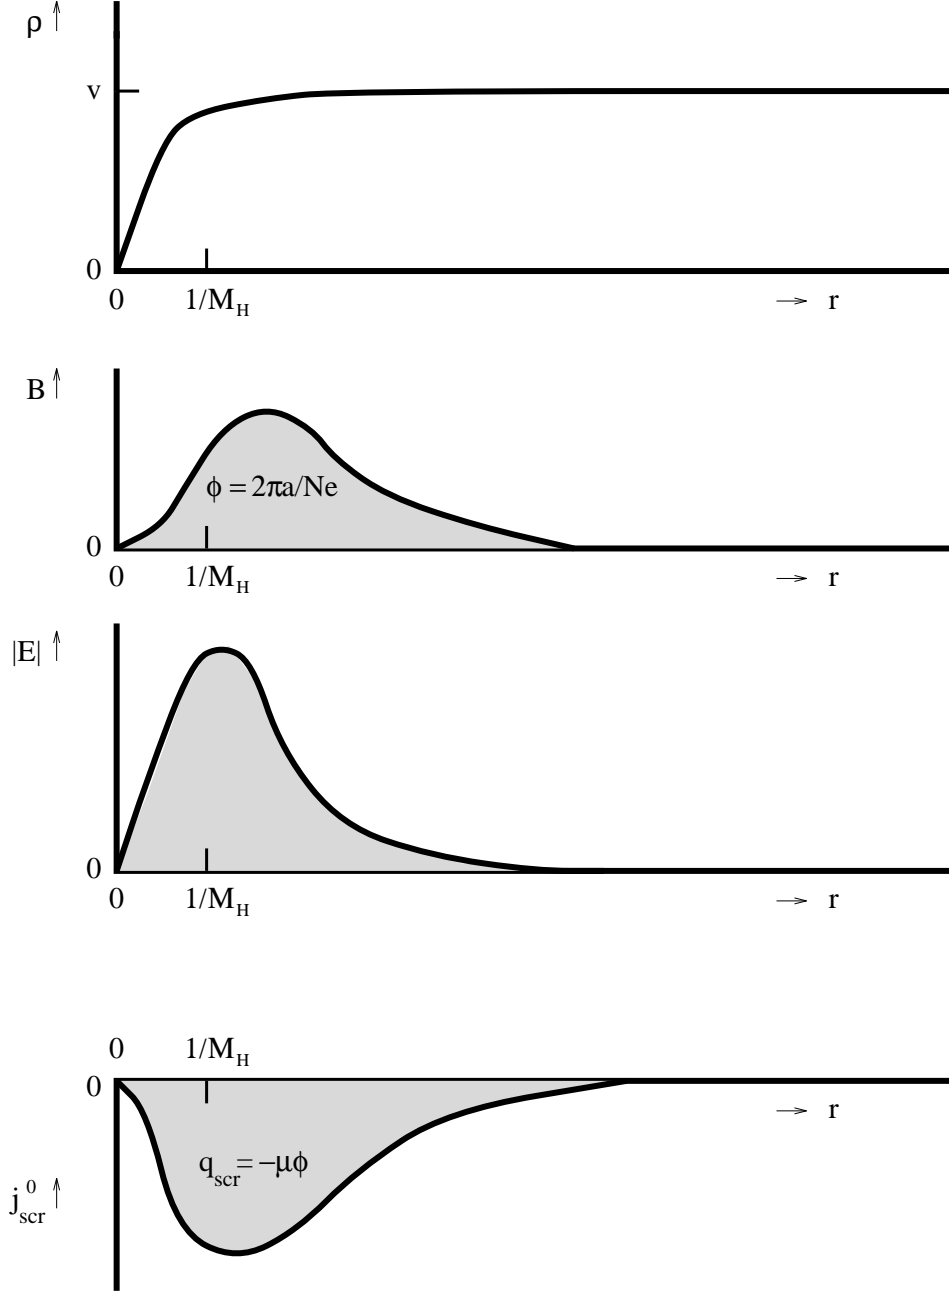 ρ ↑
v
0
0 1/M_H → r
B ↑
ϕ = 2πa/Ne
0
0 1/M_H → r
|E| ↑
0
0 1/M_H → r
0 1/M_H
0
→ r
q_scr = −μϕ
j^0_scr ↑